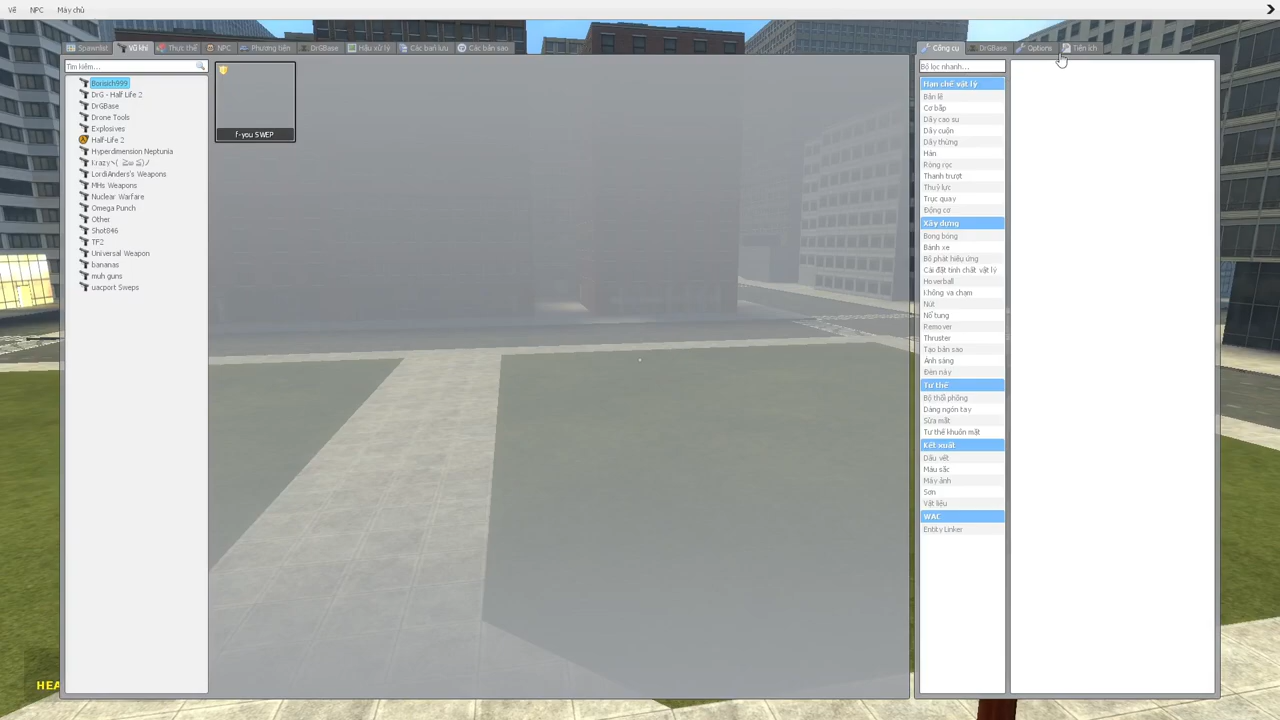 Vẽ NPC Máy chủ
Spawnlist Vũ khí Thực thể NPC Phương tiện DrGBase Hậu xử lý Các bản lưu Các bản sao
Công cụ DrGBase Options Tiện ích
Tìm kiếm...
Borisich999
DrG - Half Life 2
DrGBase
Drone Tools
Explosives
Half-Life 2
Hyperdimension Neptunia
LordiAnders's Weapons
MHs Weapons
Nuclear Warfare
Omega Punch
Other
Shot846
TF2
Universal Weapon
bananas
muh guns
uacport Sweps
f-you SWEP
Bộ lọc nhanh...
Hạn chế vật lý
Bản lề
Cơ bắp
Dây cao su
Dây cuộn
Dây thừng
Hàn
Ròng rọc
Thanh trượt
Thuỷ lực
Trục quay
Động cơ
Xây dựng
Bong bóng
Bánh xe
Bộ phát hiệu ứng
Cài đặt tính chất vật lý
Hoverball
Không va chạm
Nút
Nổ tung
Remover
Thruster
Tạo bản sao
Ánh sáng
Đèn này
Tư thế
Bộ thổi phồng
Dáng ngón tay
Sửa mắt
Tư thế khuôn mặt
Kết xuất
Dấu vết
Màu sắc
Máy ảnh
Sơn
Vật liệu
WAC
Entity Linker
HEA